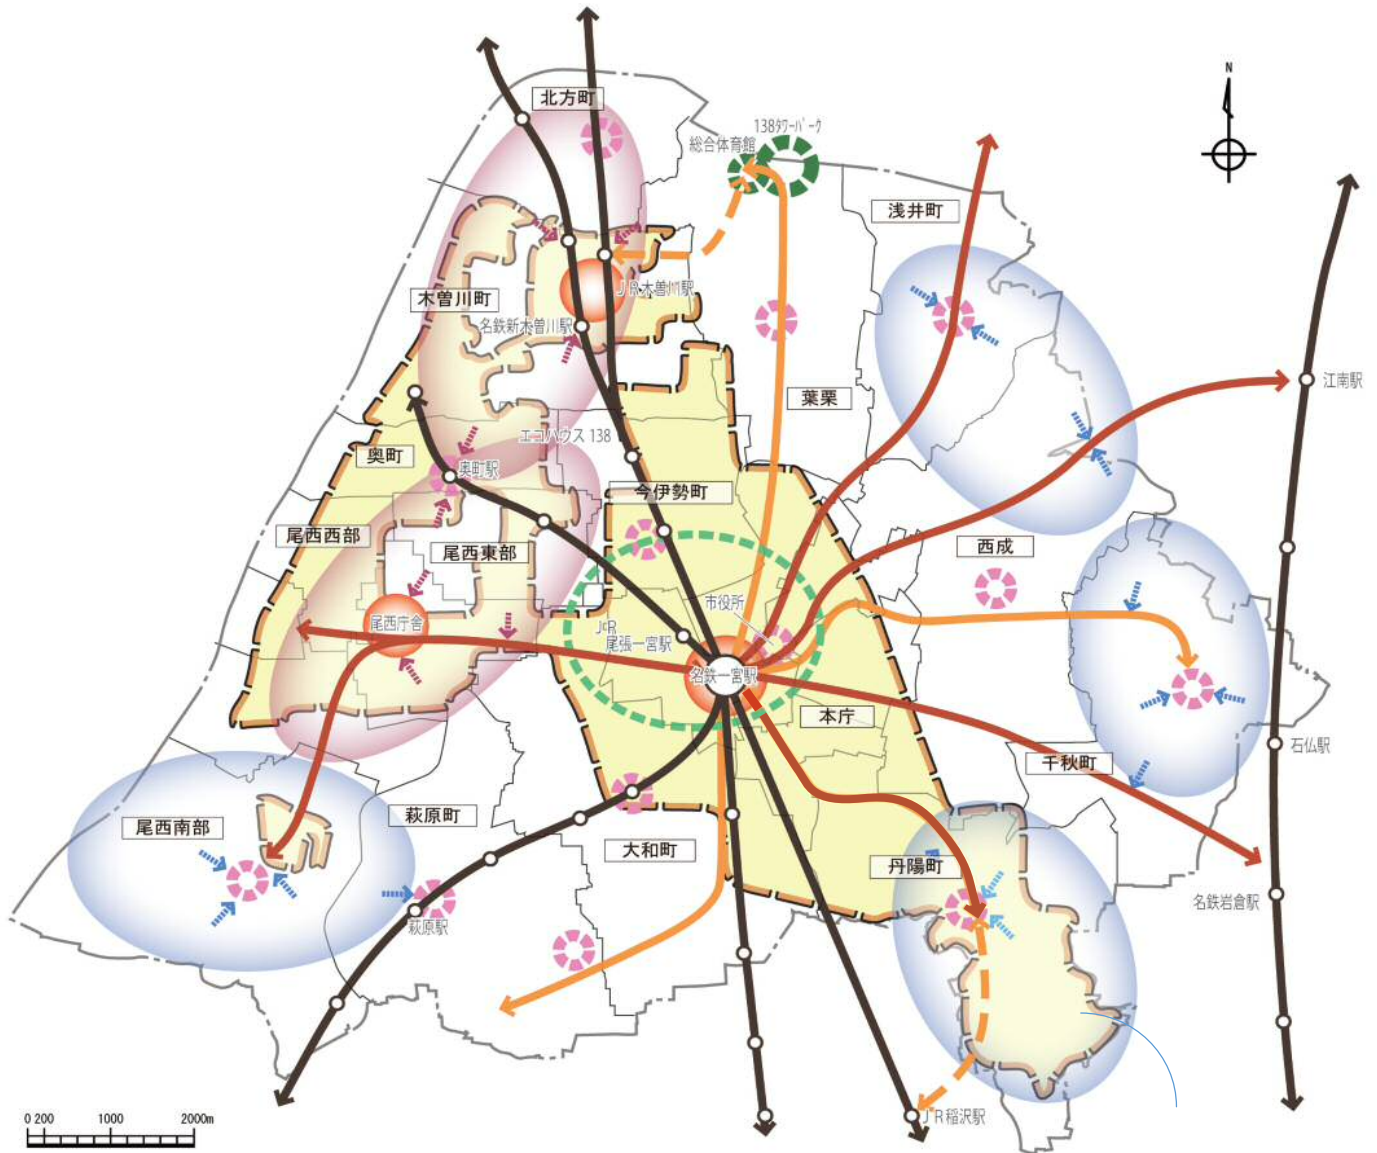 N
北方町
138タワーパーク
総合体育館
浅井町
木曽川町
JR木曽川駅
名鉄新木曽川駅
江南駅
葉栗
エコハウス 138
奥町
奥町駅
今伊勢町
尾西西部
尾西東部
西成
市役所
尾西庁舎
JR
尾張一宮駅
名鉄一宮駅
本庁
石仏駅
千秋町
萩原町
尾西南部
大和町
丹陽町
名鉄岩倉駅
萩原駅
JR稲沢駅
0 200 1000 2000m